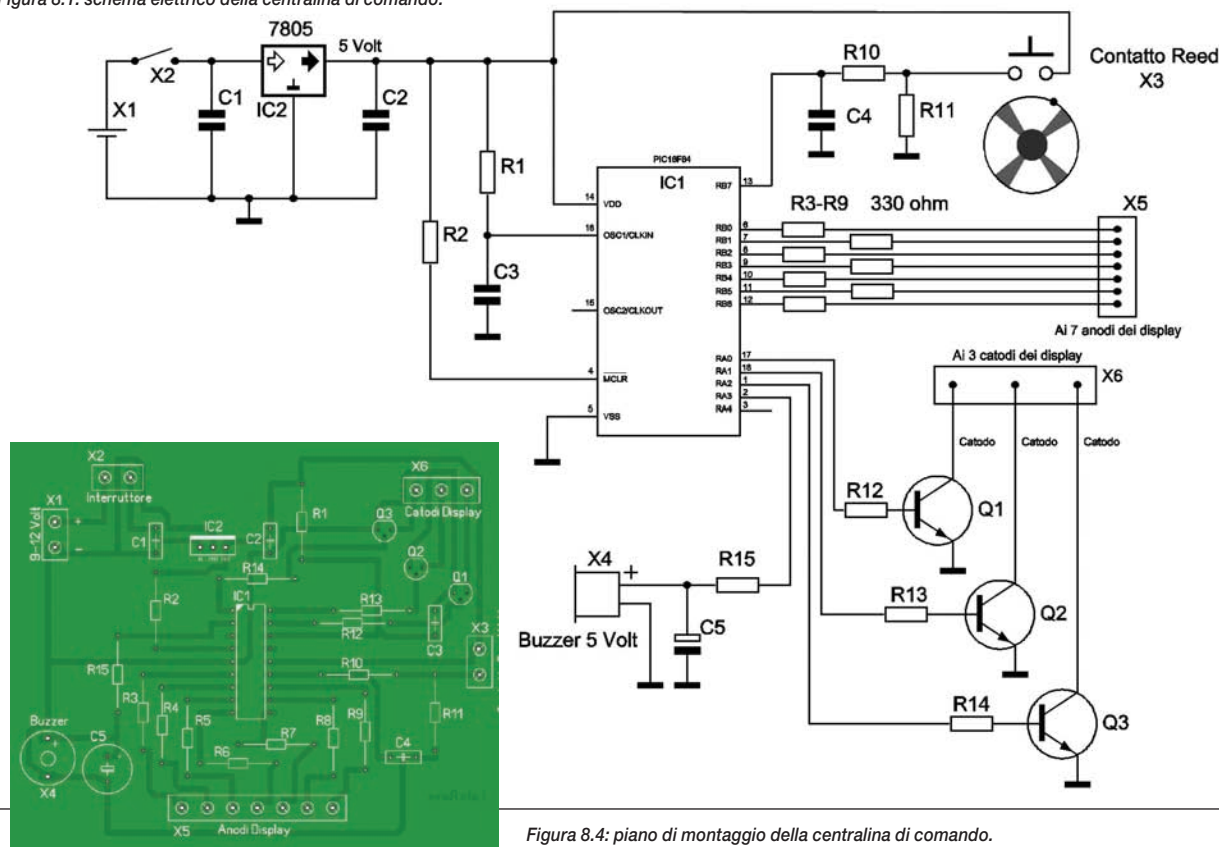 Figura 8.1: schema elettrico della centralina di comando.
7805
5 Volt
X2
X1
C1
IC2
C2
R10
Contatto Reed
X3
C4
R11
R1
PIC16F84
IC1
RB7
13
R3-R9 330 ohm
X5
14
VDD
16
OSC1/CLKIN
R2
C3
15
OSC2/CLKOUT
4
MCLR
5
VSS
RB0
6
RB1
7
RB2
8
RB3
9
RB4
10
RB5
11
RB6
12
Ai 7 anodi dei display
RA0
17
RA1
18
RA2
1
RA3
2
RA4
3
Ai 3 catodi dei display
X6
Catodo
Catodo
Catodo
R12
Q1
R13
Q2
R14
Q3
X4
+
R15
C5
Buzzer 5 Volt
X2
Interruttore
X1
9-12 Volt
+
−
C1
IC2
C2
R1
X6
Catodi Display
Q3
Q2
Q1
R14
R2
IC1
R13
R12
C3
X3
R15
R10
R3
R4
R5
R8
R9
R11
Buzzer
+
X4
C5
+
R7
R6
C4
X5
Anodi Display
Figura 8.4: piano di montaggio della centralina di comando.